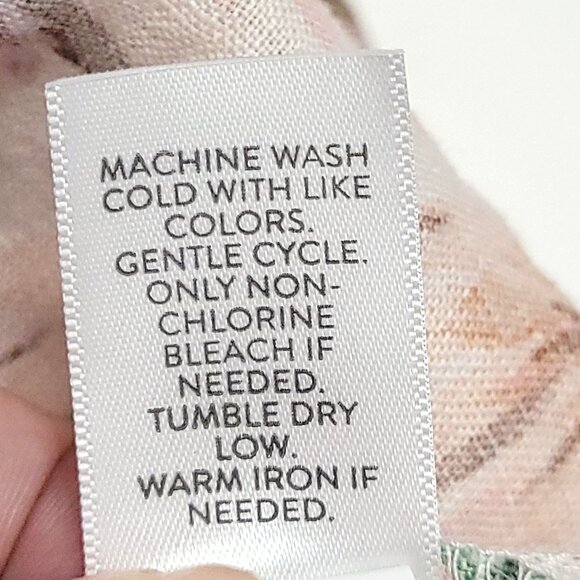 MACHINE WASH
COLD WITH LIKE
COLORS.
GENTLE CYCLE.
ONLY NON-
CHLORINE
BLEACH IF
NEEDED.
TUMBLE DRY
LOW.
WARM IRON IF
NEEDED.